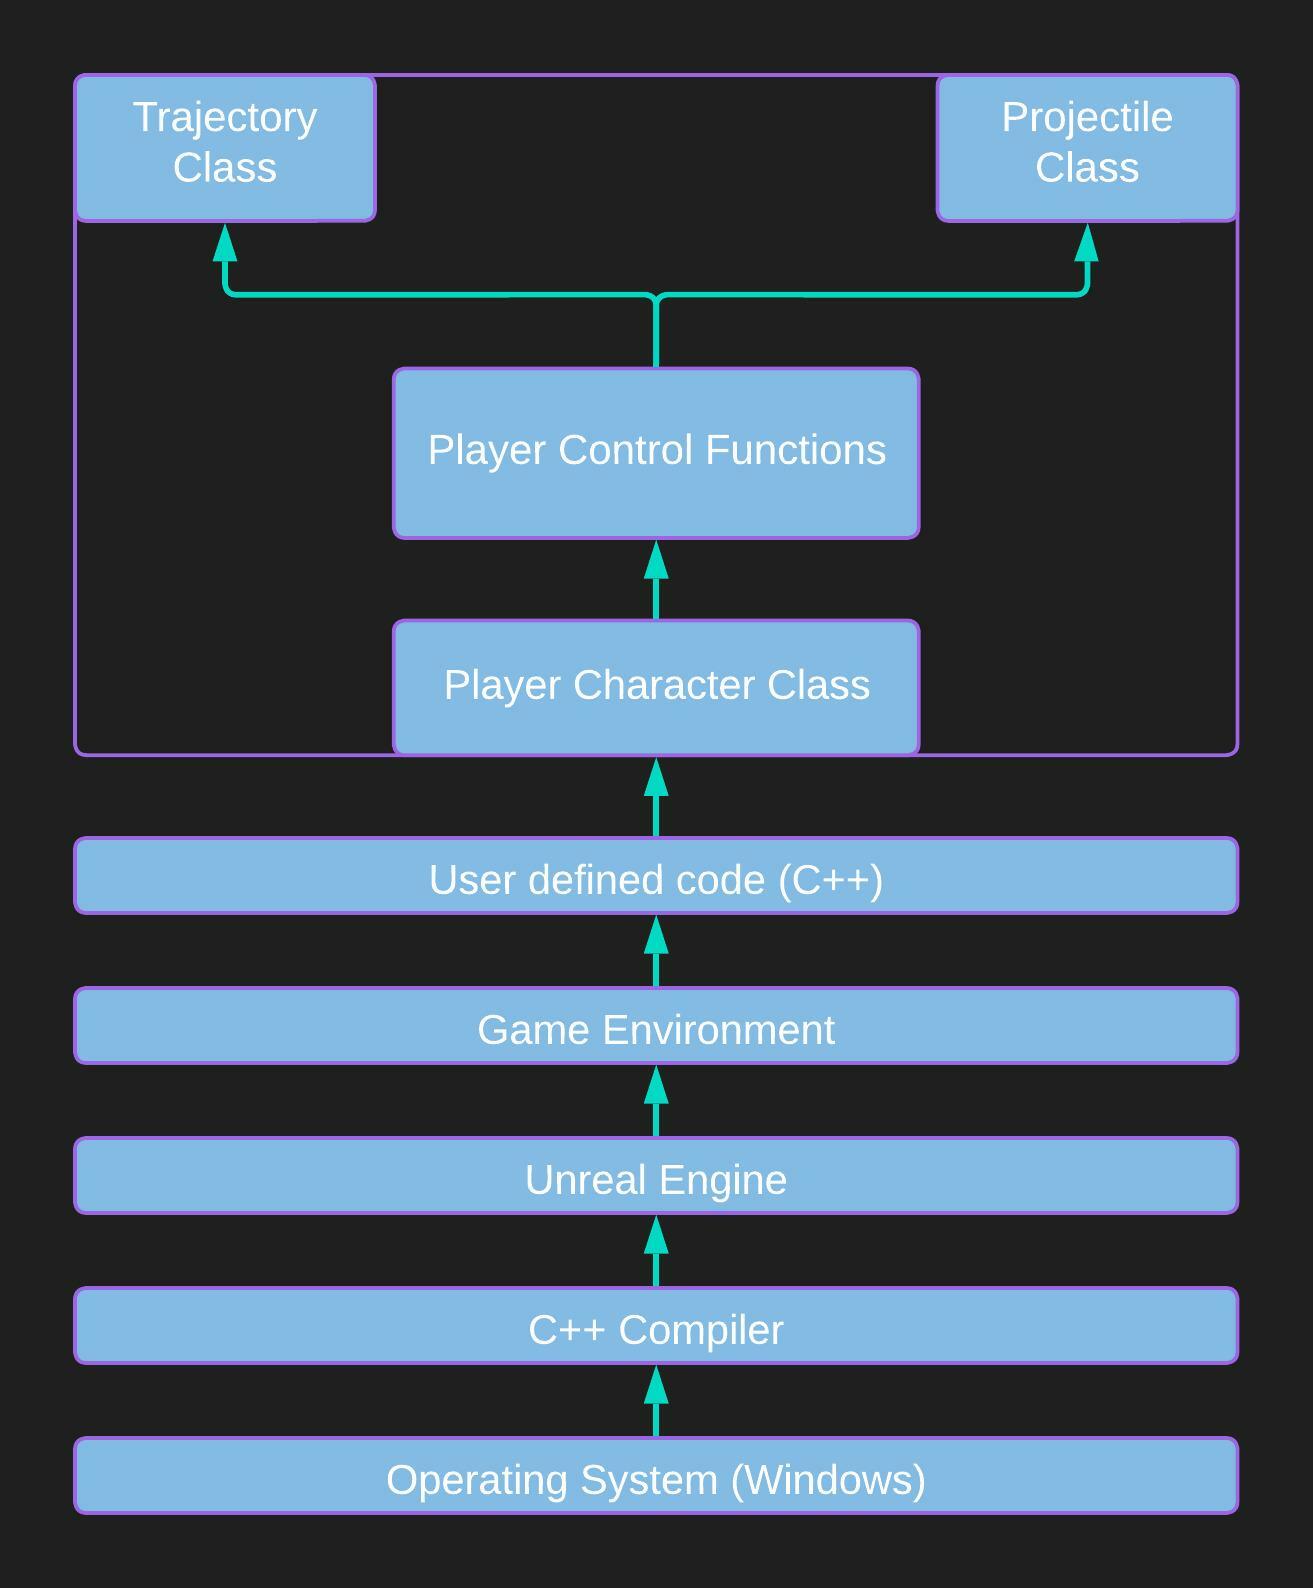 Trajectory
Class
Projectile
Class
Player Control Functions
Player Character Class
User defined code (C++)
Game Environment
Unreal Engine
C++ Compiler
Operating System (Windows)